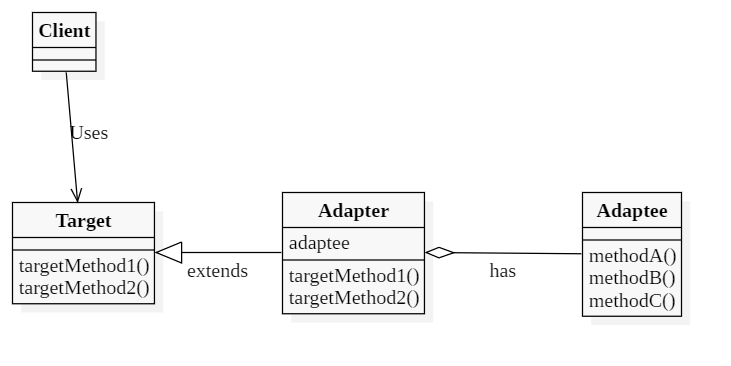 Client
Uses
Target
targetMethod1()
targetMethod2()
extends
Adapter
adaptee
targetMethod1()
targetMethod2()
has
Adaptee
methodA()
methodB()
methodC()